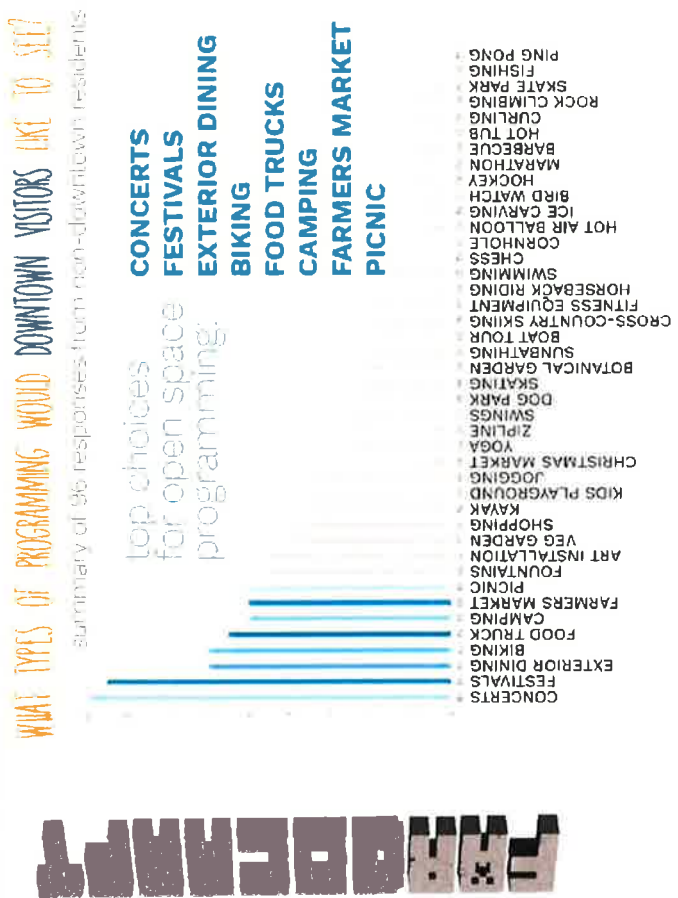 WHAT TYPES OF PROGRAMMING WOULD DOWNTOWN VISITORS LIKE TO SEE?
summary of 96 responses from non-downtown residents
top choices
for open space
programming:
CONCERTS
FESTIVALS
EXTERIOR DINING
BIKING
FOOD TRUCKS
CAMPING
FARMERS MARKET
PICNIC
CONCERTS
FESTIVALS
EXTERIOR DINING
BIKING
FOOD TRUCK
CAMPING
FARMERS MARKET
PICNIC
FOUNTAINS
ART INSTALLATION
VEG GARDEN
SHOPPING
KAYAK
KIDS PLAYGROUND
JOGGING
CHRISTMAS MARKET
YOGA
ZIPLINE
SWINGS
DOG PARK
SKATING
BOTANICAL GARDEN
SUNBATHING
BOAT TOUR
CROSS-COUNTRY SKIING
FITNESS EQUIPMENT
HORSEBACK RIDING
SWIMMING
CHESS
CORNHOLE
HOT AIR BALLOON
ICE CARVING
BIRD WATCH
HOCKEY
MARATHON
BARBECUE
HOT TUB
CURLING
ROCK CLIMBING
SKATE PARK
FISHING
PING PONG